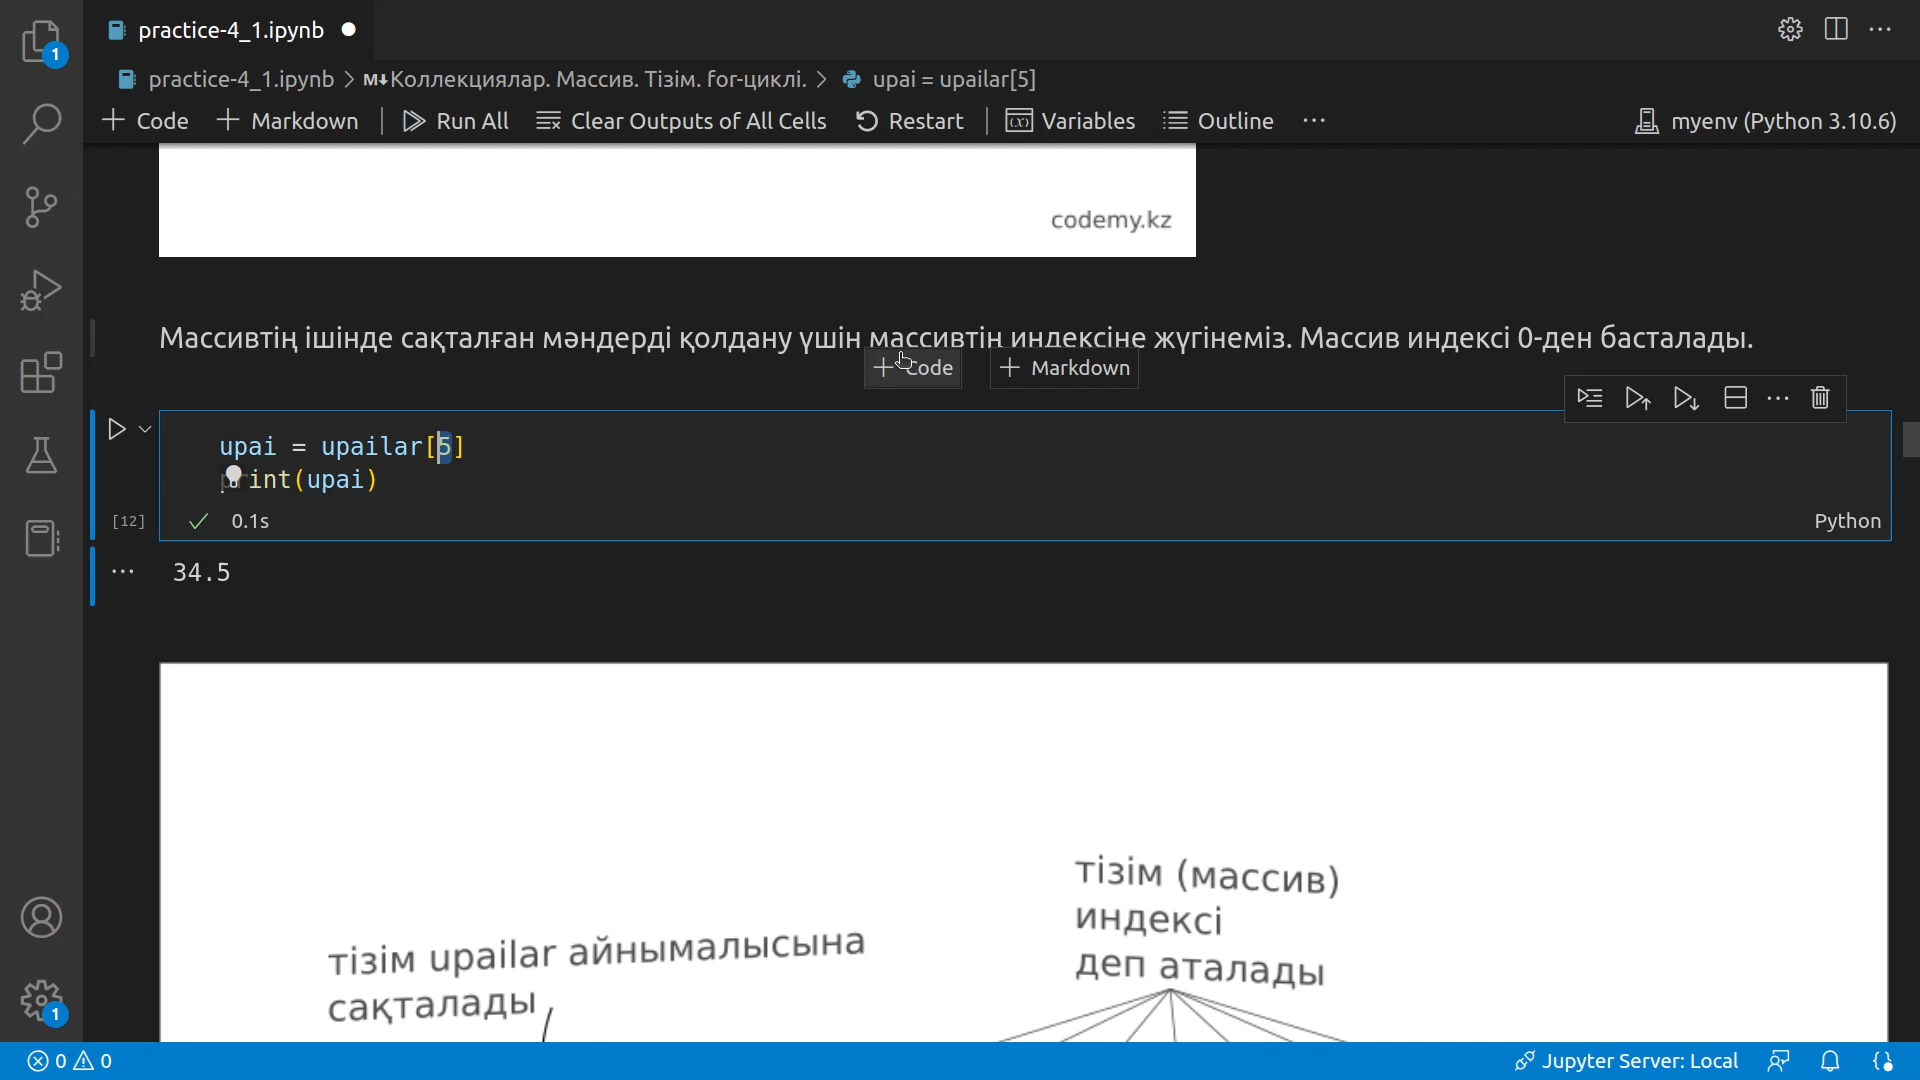 1
practice-4_1.ipynb
practice-4_1.ipynb > M↓Коллекциялар. Массив. Тізім. for-циклі. > upai = upailar[5]
+ Code + Markdown | Run All Clear Outputs of All Cells Restart | Variables Outline ... myenv (Python 3.10.6)
codemy.kz
Массивтің ішінде сақталған мәндерді қолдану үшін массивтің индексіне жүгінеміз. Массив индексі 0-ден басталады.
+ Code + Markdown
upai = upailar[5]
print(upai)
[12] 0.1s Python
34.5
тізім (массив)
индексі
деп аталады
тізім upailar айнымалысына
сақталады
1
0 0 Jupyter Server: Local